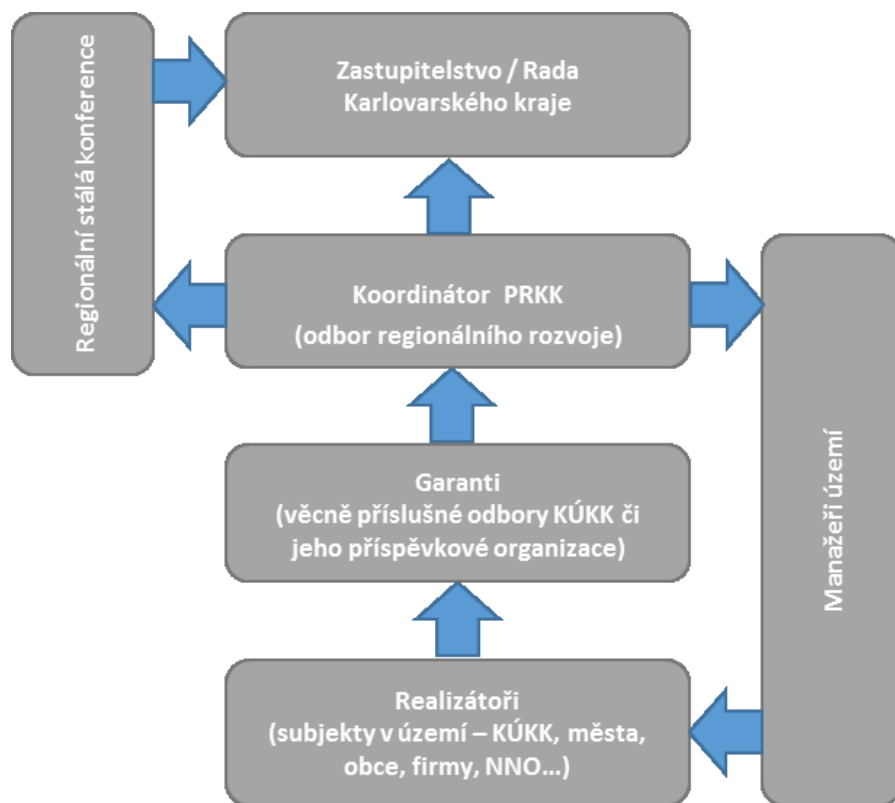 Regionální stálá konference
Zastupitelstvo / Rada
Karlovarského kraje
Koordinátor PRKK
(odbor regionálního rozvoje)
Garanti
(věcně příslušné odbory KÚKK či
jeho příspěvkové organizace)
Manažeři území
Realizátoři
(subjekty v území – KÚKK, města,
obce, firmy, NNO...)